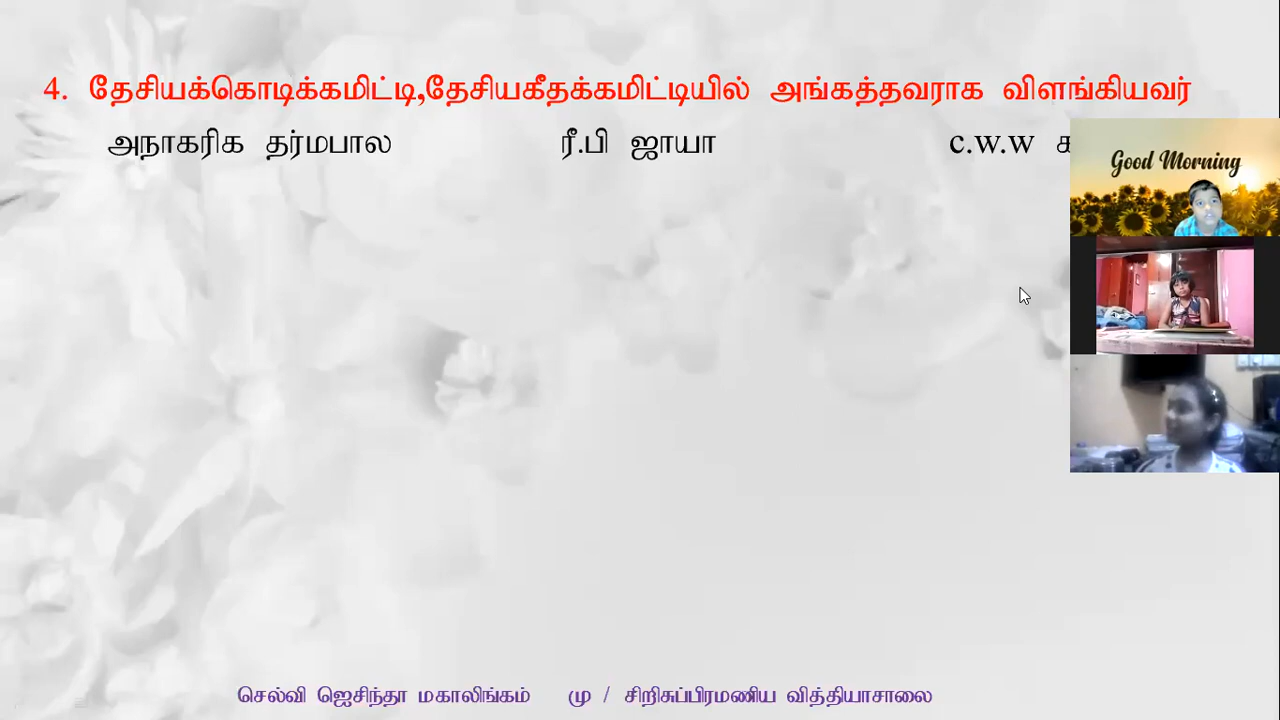 4. தேசியக்கொடிக்கமிட்டி,தேசியகீதக்கமிட்டியில் அங்கத்தவராக விளங்கியவர்
அநாகரிக தர்மபால ரீ.பி ஜாயா c.w.w
Good Morning
செல்வி ஜெசிந்தா மகாலிங்கம் மு / சிறிசுப்பிரமணிய வித்தியாசாலை